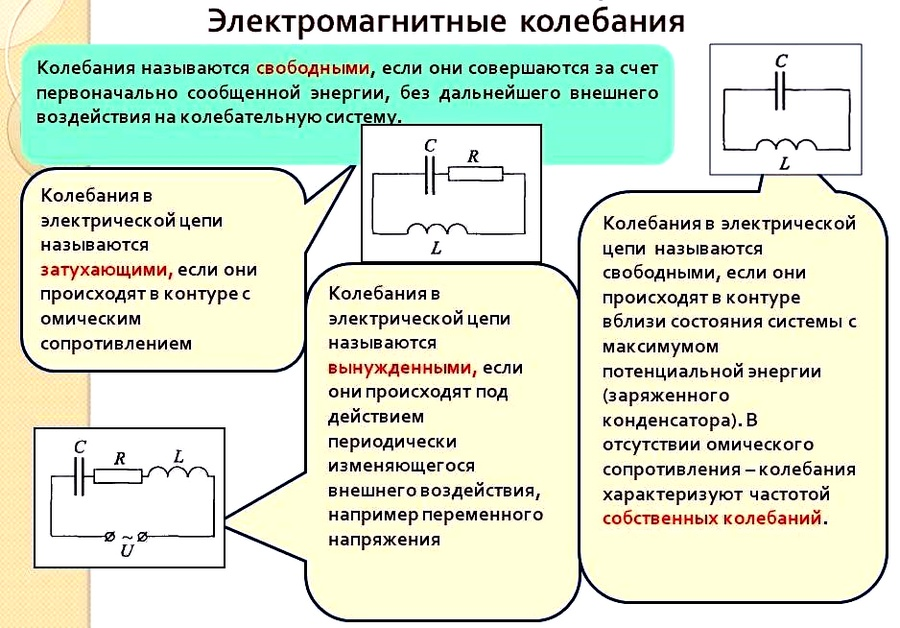 Электромагнитные колебания
Колебания называются свободными, если они совершаются за счет
первоначально сообщенной энергии, без дальнейшего внешнего
воздействия на колебательную систему.
C
L
C
R
L
Колебания в
электрической цепи
называются
затухающими, если они
происходят в контуре с
омическим
сопротивлением
Колебания в
электрической цепи
называются
вынужденными, если
они происходят под
действием
периодически
изменяющегося
внешнего воздействия,
например переменного
напряжения
Колебания в электрической
цепи называются
свободными, если они
происходят в контуре
вблизи состояния системы с
максимумом
потенциальной энергии
(заряженного
конденсатора). В
отсутствии омического
сопротивления – колебания
характеризуют частотой
собственных колебаний.
C
R
L
~
U